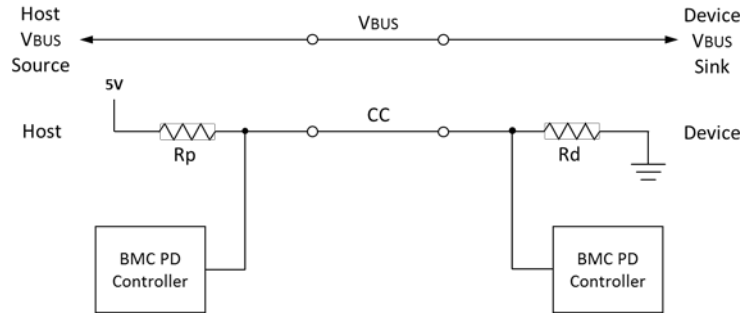 Host
VBUS
Source
VBUS
Device
VBUS
Sink
5V
Host
Rp
CC
Rd
Device
BMC PD
Controller
BMC PD
Controller